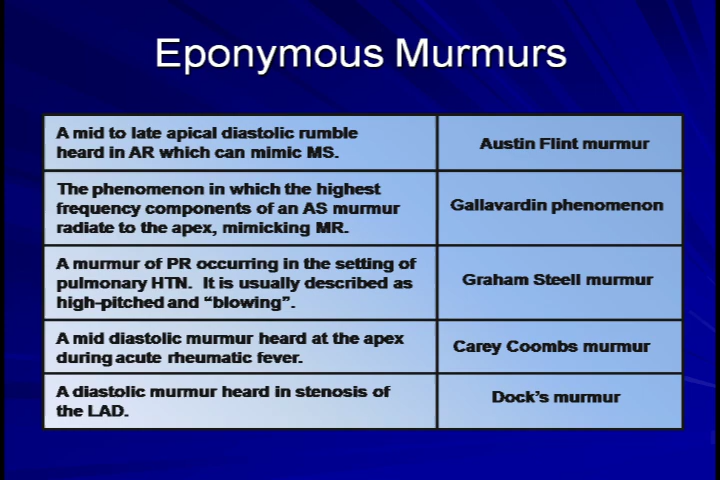 Eponymous Murmurs
A mid to late apical diastolic rumble
heard in AR which can mimic MS.
Austin Flint murmur
The phenomenon in which the highest
frequency components of an AS murmur
radiate to the apex, mimicking MR.
Gallavardin phenomenon
A murmur of PR occurring in the setting of
pulmonary HTN. It is usually described as
high-pitched and “blowing”.
Graham Steell murmur
A mid diastolic murmur heard at the apex
during acute rheumatic fever.
Carey Coombs murmur
A diastolic murmur heard in stenosis of
the LAD.
Dock’s murmur